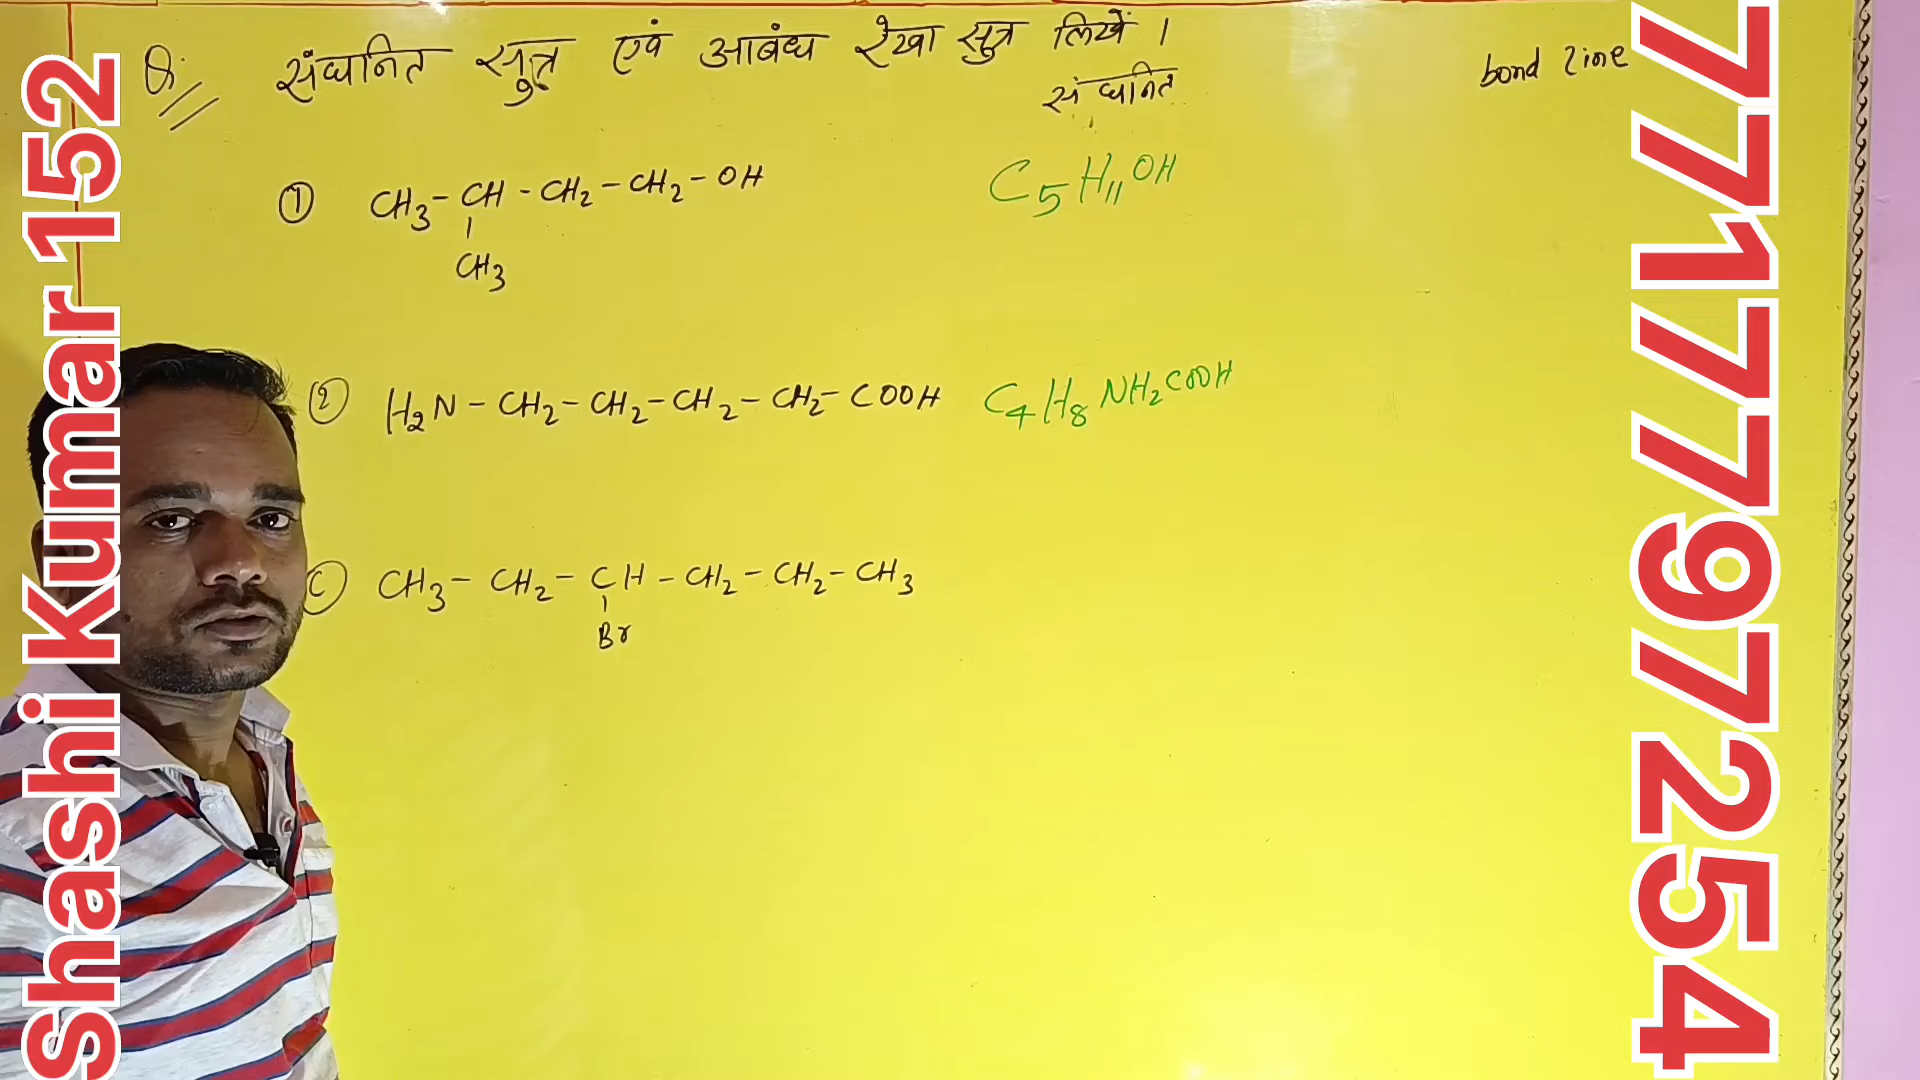 Q: संघनित सूत्र एवं आबंध रेखा सूत्र लिखें ।
संघनित
bond line
① CH3-CH-CH2-CH2-OH
CH3
C5H11OH
② H2N-CH2-CH2-CH2-CH2-COOH
C4H8NH2COOH
Ⓒ CH3-CH2-CH-CH2-CH2-CH3
Br
Shashi Kumar 152
7717797254